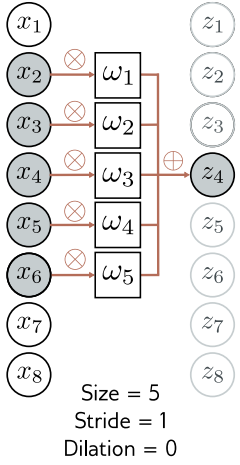 x₁ z₁
x₂ ⊗ ω₁ z₂
x₃ ⊗ ω₂ z₃
x₄ ⊗ ω₃ ⊕ z₄
x₅ ⊗ ω₄ z₅
x₆ ⊗ ω₅ z₆
x₇ z₇
x₈ z₈
Size = 5
Stride = 1
Dilation = 0